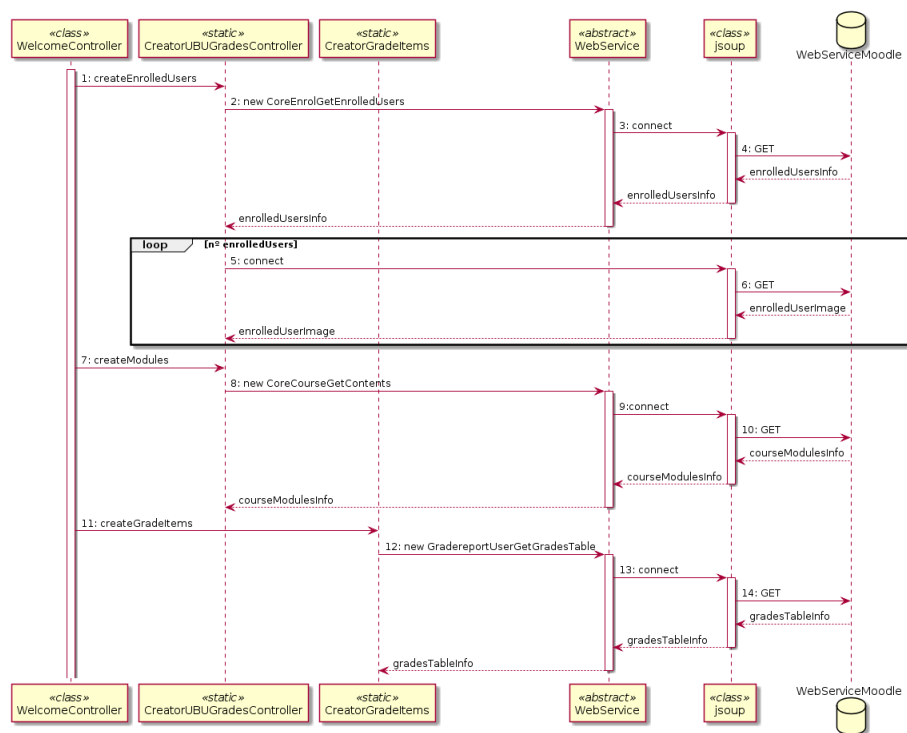 «class»
WelcomeController
«static»
CreatorUBUGradesController
«static»
CreatorGradeItems
«abstract»
WebService
«class»
jsoup
WebServiceMoodle
1: createEnrolledUsers
2: new CoreEnrolGetEnrolledUsers
3: connect
4: GET
enrolledUsersInfo
enrolledUsersInfo
enrolledUsersInfo
loop [nº enrolledUsers]
5: connect
6: GET
enrolledUserImage
enrolledUserImage
7: createModules
8: new CoreCourseGetContents
9:connect
10: GET
courseModulesInfo
courseModulesInfo
courseModulesInfo
11: createGradeItems
12: new GradereportUserGetGradesTable
13: connect
14: GET
gradesTableInfo
gradesTableInfo
gradesTableInfo
«class»
WelcomeController
«static»
CreatorUBUGradesController
«static»
CreatorGradeItems
«abstract»
WebService
«class»
jsoup
WebServiceMoodle